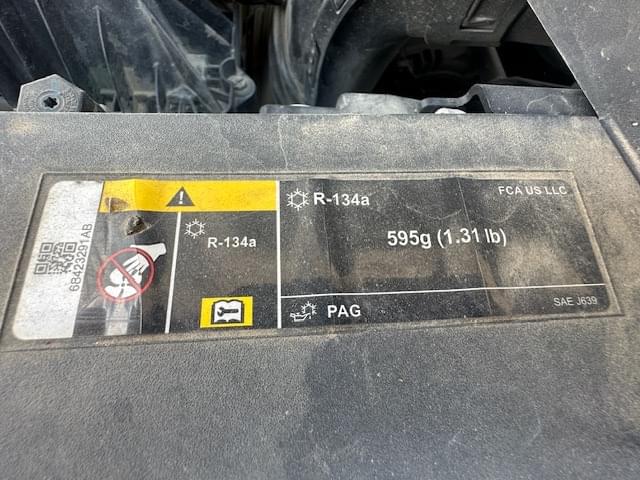 68423291AB
R-134a
R-134a
FCA US LLC
595g (1.31 lb)
PAG
SAE J639